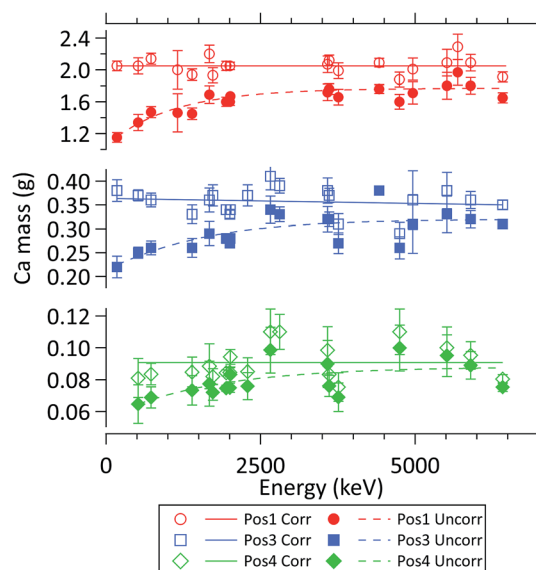 2.4
2.0
1.6
1.2
0.40
0.35
0.30
0.25
0.20
0.12
0.10
0.08
0.06
Ca mass (g)
0 2500 5000
Energy (keV)
Pos1 Corr Pos1 Uncorr
Pos3 Corr Pos3 Uncorr
Pos4 Corr Pos4 Uncorr